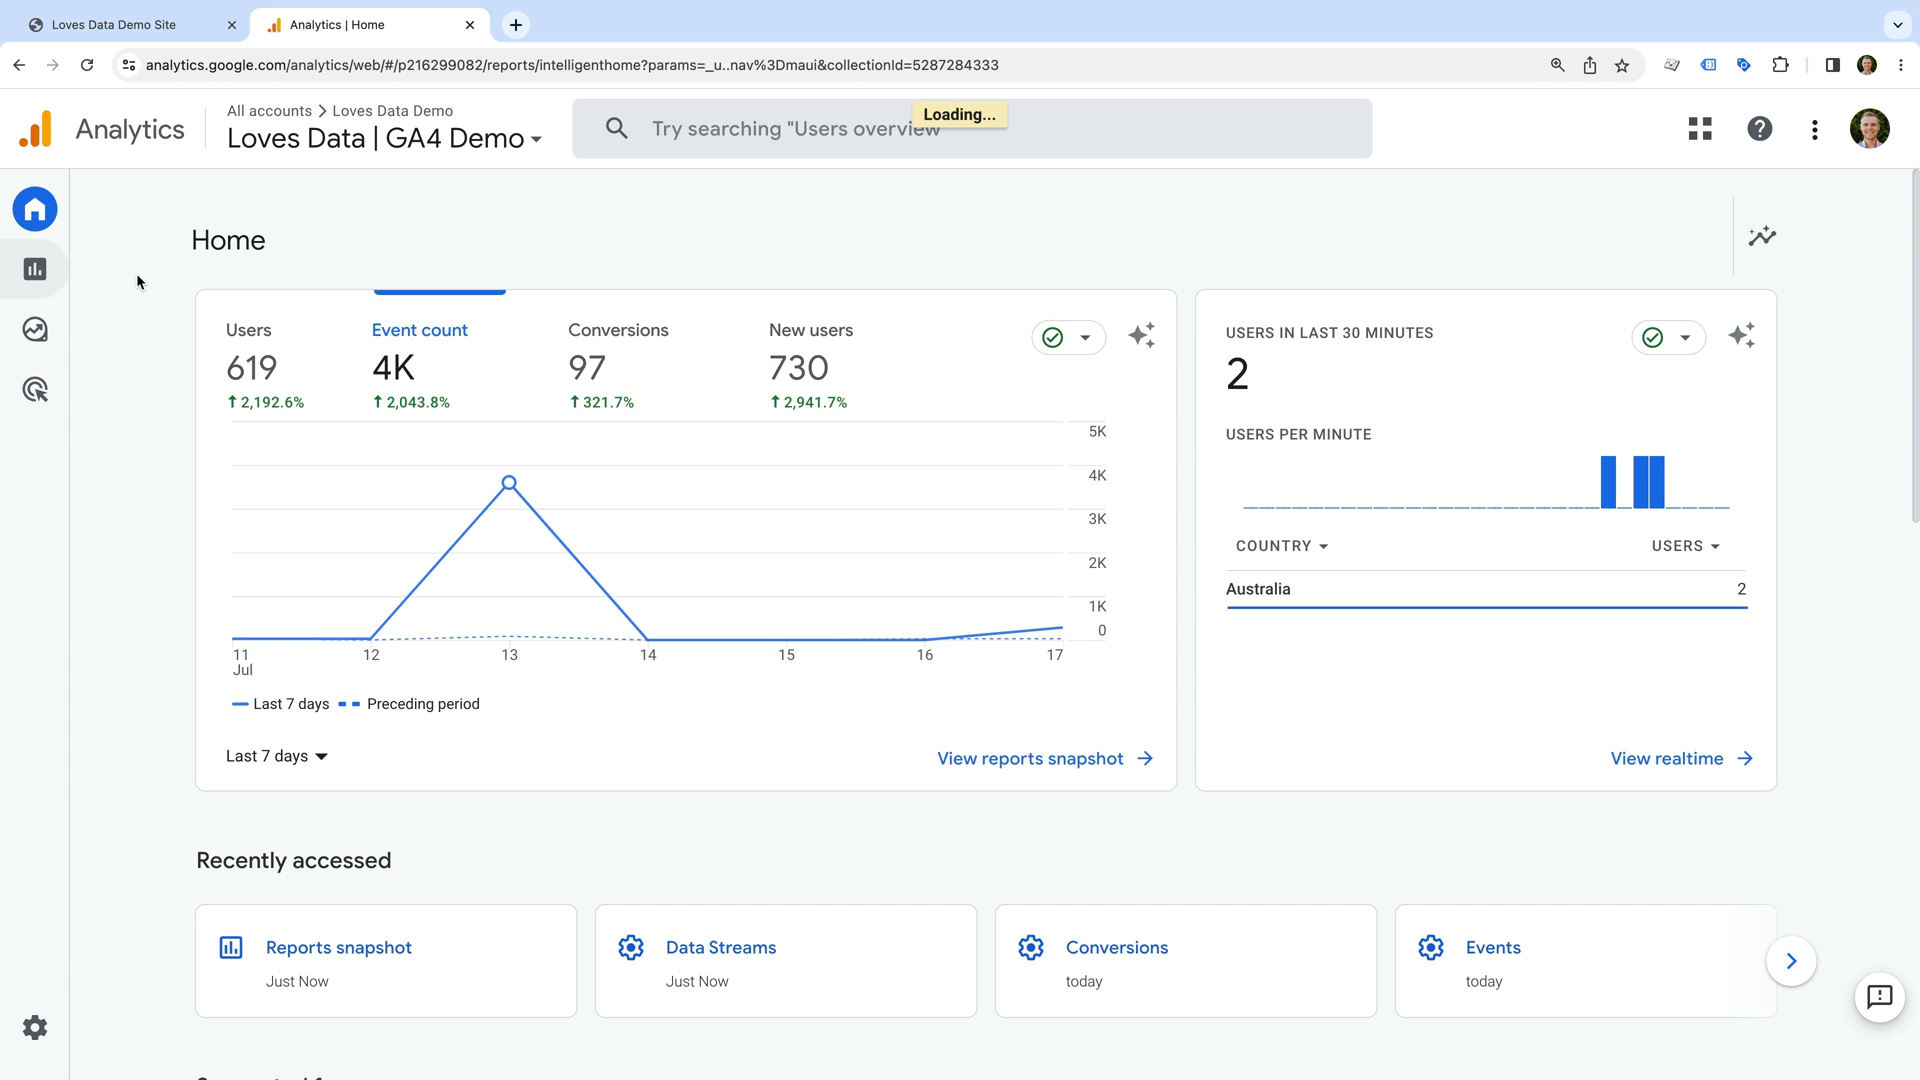 Loves Data Demo Site
Analytics | Home
analytics.google.com/analytics/web/#/p216299082/reports/intelligenthome?params=_u..nav%3Dmaui&collectionId=5287284333
Analytics
All accounts > Loves Data Demo
Loves Data | GA4 Demo
Try searching "Users overview
Loading...
Home
Users
619
2,192.6%
Event count
4K
2,043.8%
Conversions
97
321.7%
New users
730
2,941.7%
5K
4K
3K
2K
1K
0
11
Jul
12
13
14
15
16
17
Last 7 days
Preceding period
Last 7 days
View reports snapshot
USERS IN LAST 30 MINUTES
2
USERS PER MINUTE
COUNTRY
USERS
Australia
2
View realtime
Recently accessed
Reports snapshot
Just Now
Data Streams
Just Now
Conversions
today
Events
today